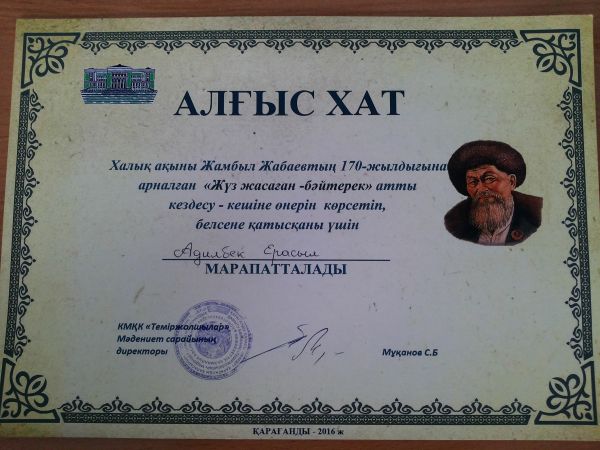 АЛҒЫС ХАТ
Халық ақыны Жамбыл Жабаевтың 170-жылдығына
арналған «Жүз жасаған -бәйтерек» атты
кездесу - кешіне өнерін көрсетіп,
белсене қатысқаны үшін
Адилбек Ерасыл
МАРАПАТТАЛАДЫ
КМҚК «Теміржолшылар»
Мәдениет сарайының
директоры
Мұқанов С.Б
ҚАРАҒАНДЫ - 2016 ж